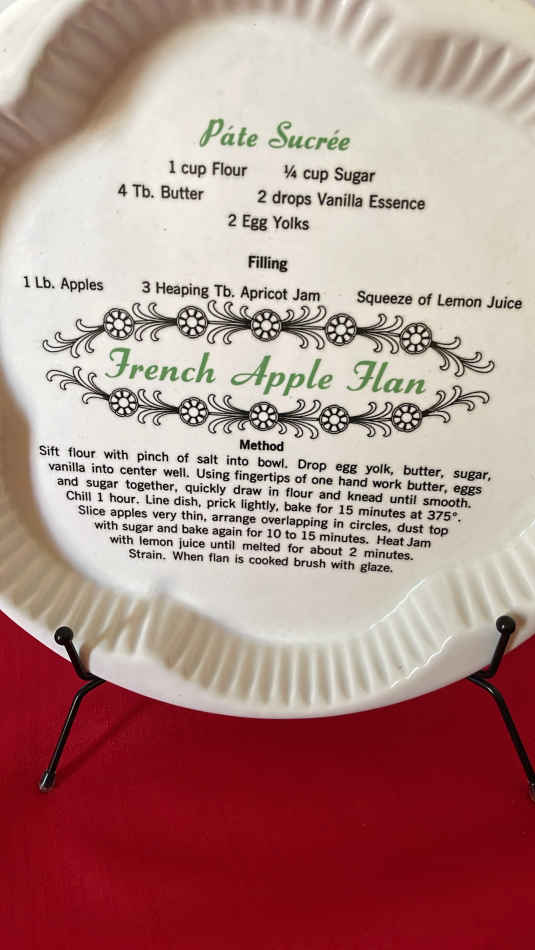 Páte Sucrée
1 cup Flour ¼ cup Sugar
4 Tb. Butter 2 drops Vanilla Essence
2 Egg Yolks
Filling
1 Lb. Apples 3 Heaping Tb. Apricot Jam Squeeze of Lemon Juice
French Apple Flan
Method
Sift flour with pinch of salt into bowl. Drop egg yolk, butter, sugar,
vanilla into center well. Using fingertips of one hand work butter, eggs
and sugar together, quickly draw in flour and knead until smooth.
Chill 1 hour. Line dish, prick lightly, bake for 15 minutes at 375°.
Slice apples very thin, arrange overlapping in circles, dust top
with sugar and bake again for 10 to 15 minutes. Heat Jam
with lemon juice until melted for about 2 minutes.
Strain. When flan is cooked brush with glaze.